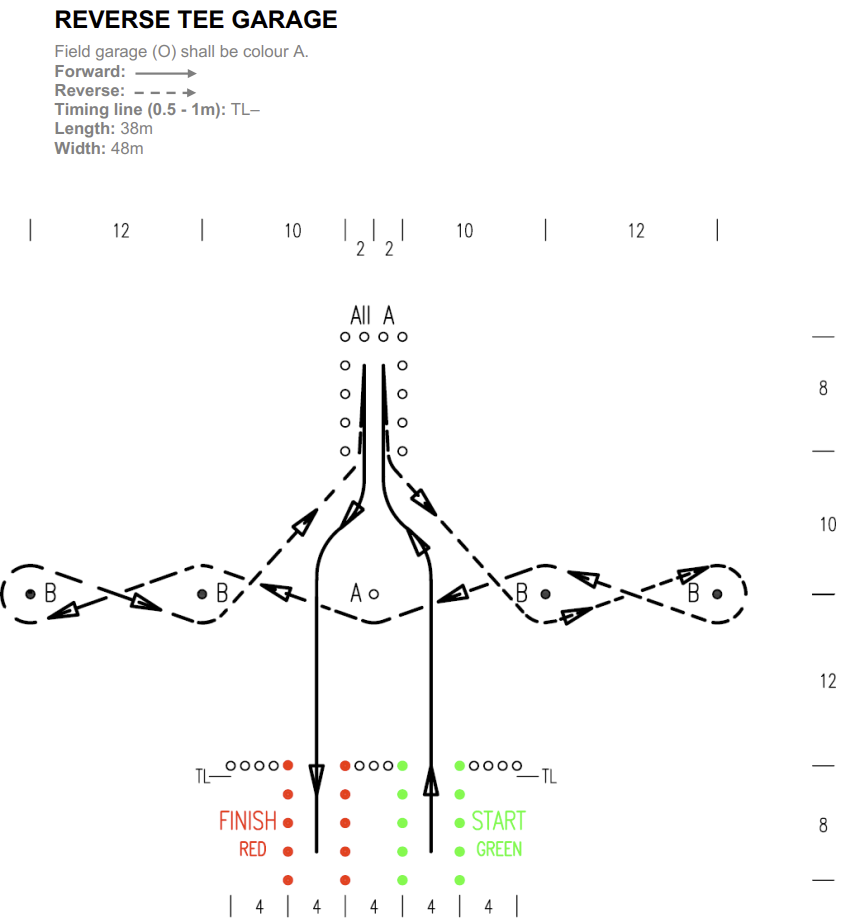 REVERSE TEE GARAGE
Field garage (O) shall be colour A.
Forward:
Reverse:
Timing line (0.5 - 1m): TL–
Length: 38m
Width: 48m
12 10 10 12
2 2
All A
8
10
B B A B B
12
TL TL
FINISH START
8
RED GREEN
4 4 4 4 4